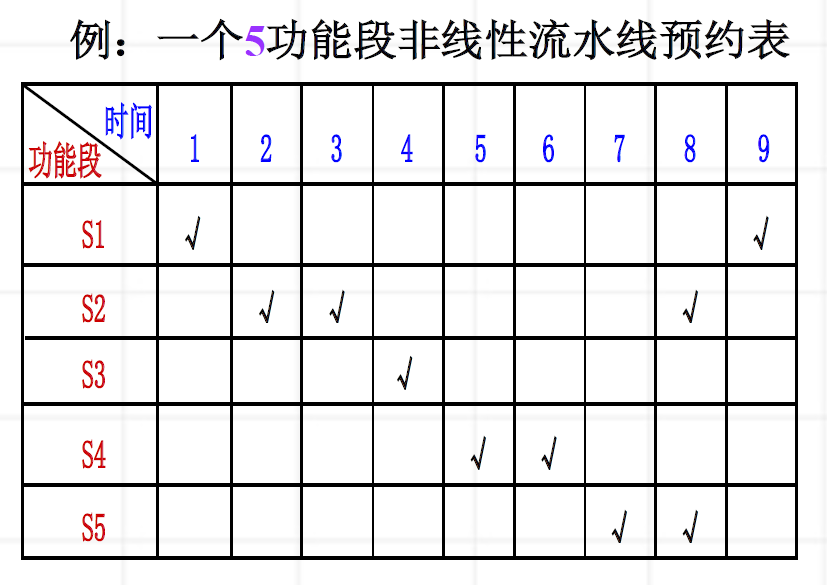 例：一个5功能段非线性流水线预约表
时间
功能段 1 2 3 4 5 6 7 8 9
S1 √ √
S2 √ √ √
S3 √
S4 √ √
S5 √ √